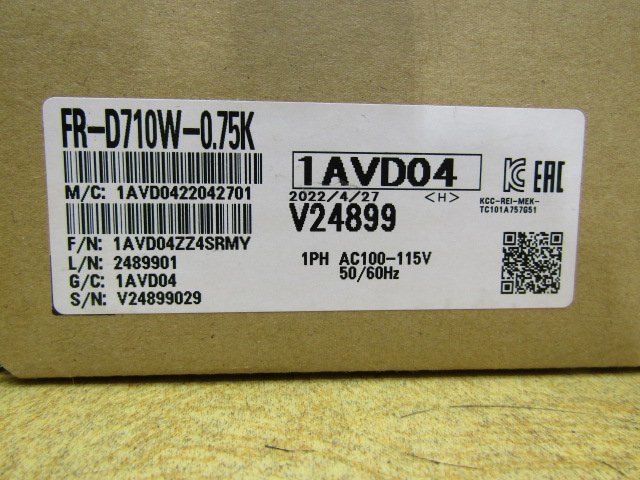 FR-D710W-0.75K
M/C: 1AVD0422042701
F/N: 1AVD04ZZ4SRMY
L/N: 2489901
G/C: 1AVD04
S/N: V24899029
1AVD04
2022/4/27 <H>
V24899
1PH AC100-115V
50/60Hz
EAC
KCC-REI-MEK-
TC101A757G51